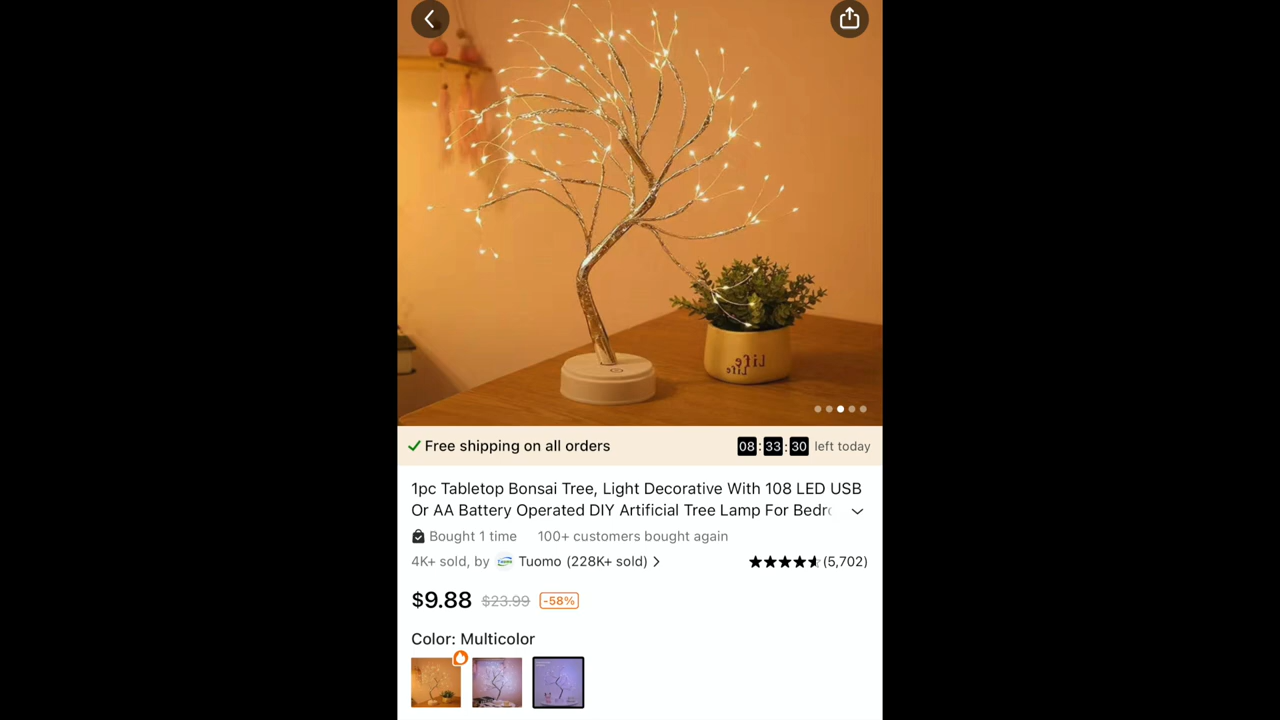 Life
Life
Free shipping on all orders
08:33:30 left today
1pc Tabletop Bonsai Tree, Light Decorative With 108 LED USB
Or AA Battery Operated DIY Artificial Tree Lamp For Bedr
Bought 1 time 100+ customers bought again
4K+ sold, by Tuomo (228K+ sold) (5,702)
$9.88 $23.99 -58%
Color: Multicolor